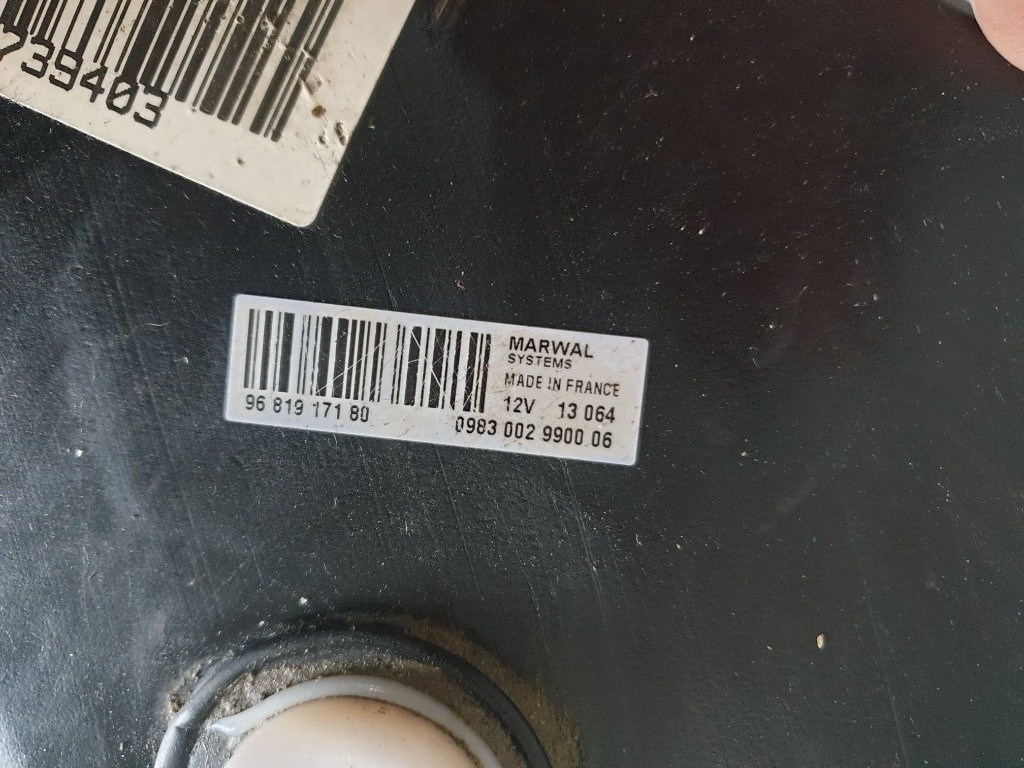 739403
MARWAL
SYSTEMS
MADE IN FRANCE
12V 13 064
96 819 171 80
0983 002 9900 06